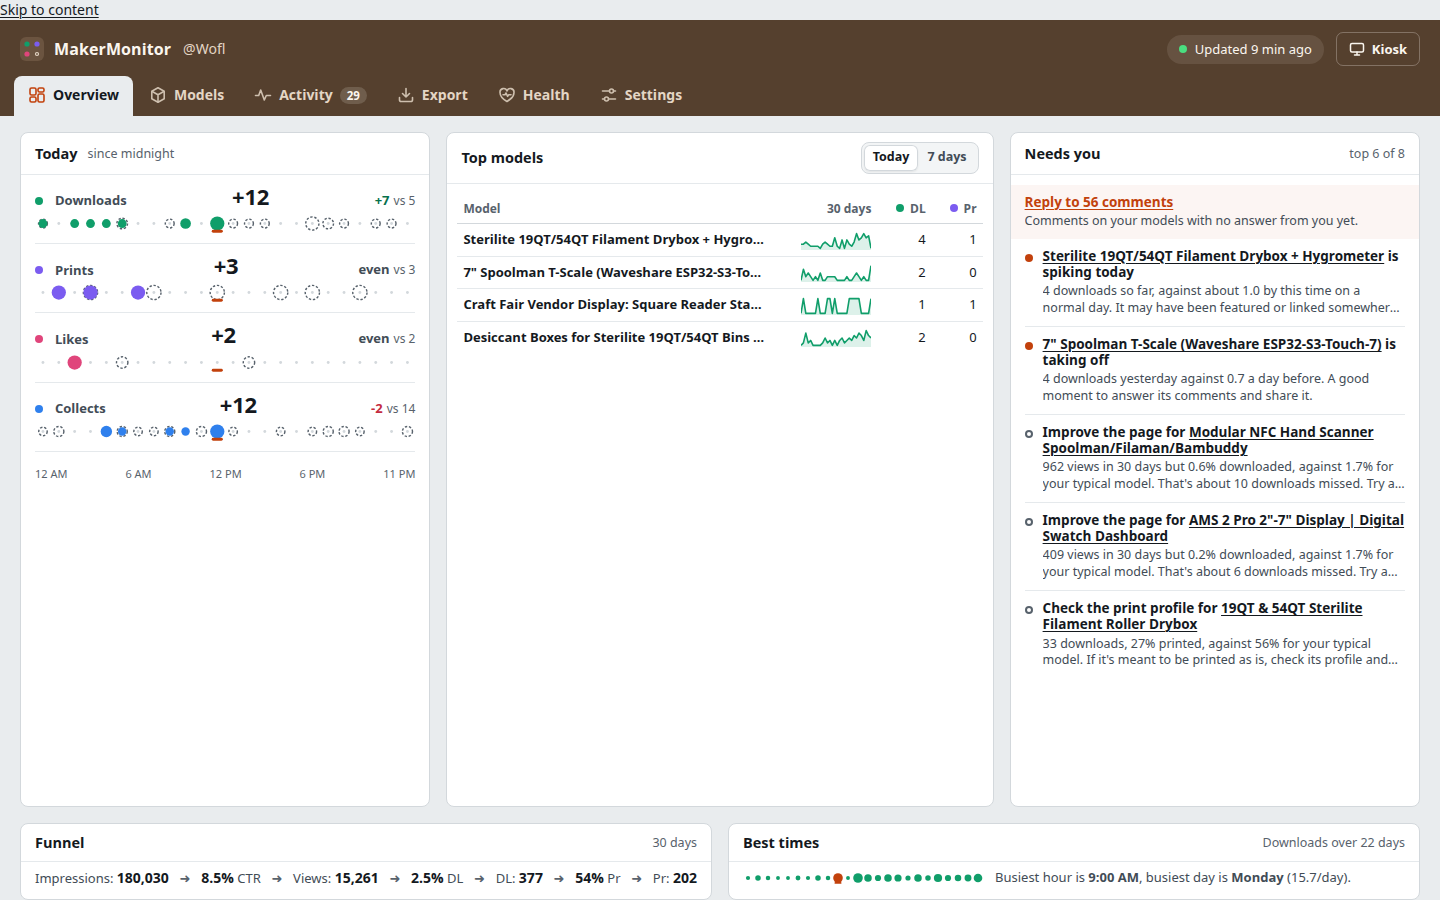 Skip to content
MakerMonitor @Wofl
Updated 9 min ago
Kiosk
Overview
Models
Activity 29
Export
Health
Settings
Today since midnight
Downloads +12 +7 vs 5
Prints +3 even vs 3
Likes +2 even vs 2
Collects +12 -2 vs 14
12 AM 6 AM 12 PM 6 PM 11 PM
Top models
Today 7 days
Model 30 days DL Pr
Sterilite 19QT/54QT Filament Drybox + Hygro... 4 1
7" Spoolman T-Scale (Waveshare ESP32-S3-To... 2 0
Craft Fair Vendor Display: Square Reader Sta... 1 1
Desiccant Boxes for Sterilite 19QT/54QT Bins ... 2 0
Needs you top 6 of 8
Reply to 56 comments
Comments on your models with no answer from you yet.
Sterilite 19QT/54QT Filament Drybox + Hygrometer is
spiking today
4 downloads so far, against about 1.0 by this time on a
normal day. It may have been featured or linked somewher...
7" Spoolman T-Scale (Waveshare ESP32-S3-Touch-7) is
taking off
4 downloads yesterday against 0.7 a day before. A good
moment to answer its comments and share it.
Improve the page for Modular NFC Hand Scanner
Spoolman/Filaman/Bambuddy
962 views in 30 days but 0.6% downloaded, against 1.7% for
your typical model. That's about 10 downloads missed. Try a...
Improve the page for AMS 2 Pro 2"-7" Display | Digital
Swatch Dashboard
409 views in 30 days but 0.2% downloaded, against 1.7% for
your typical model. That's about 6 downloads missed. Try a...
Check the print profile for 19QT & 54QT Sterilite
Filament Roller Drybox
33 downloads, 27% printed, against 56% for your typical
model. If it's meant to be printed as is, check its profile and...
Funnel 30 days
Impressions: 180,030 → 8.5% CTR → Views: 15,261 → 2.5% DL → DL: 377 → 54% Pr → Pr: 202
Best times Downloads over 22 days
Busiest hour is 9:00 AM, busiest day is Monday (15.7/day).